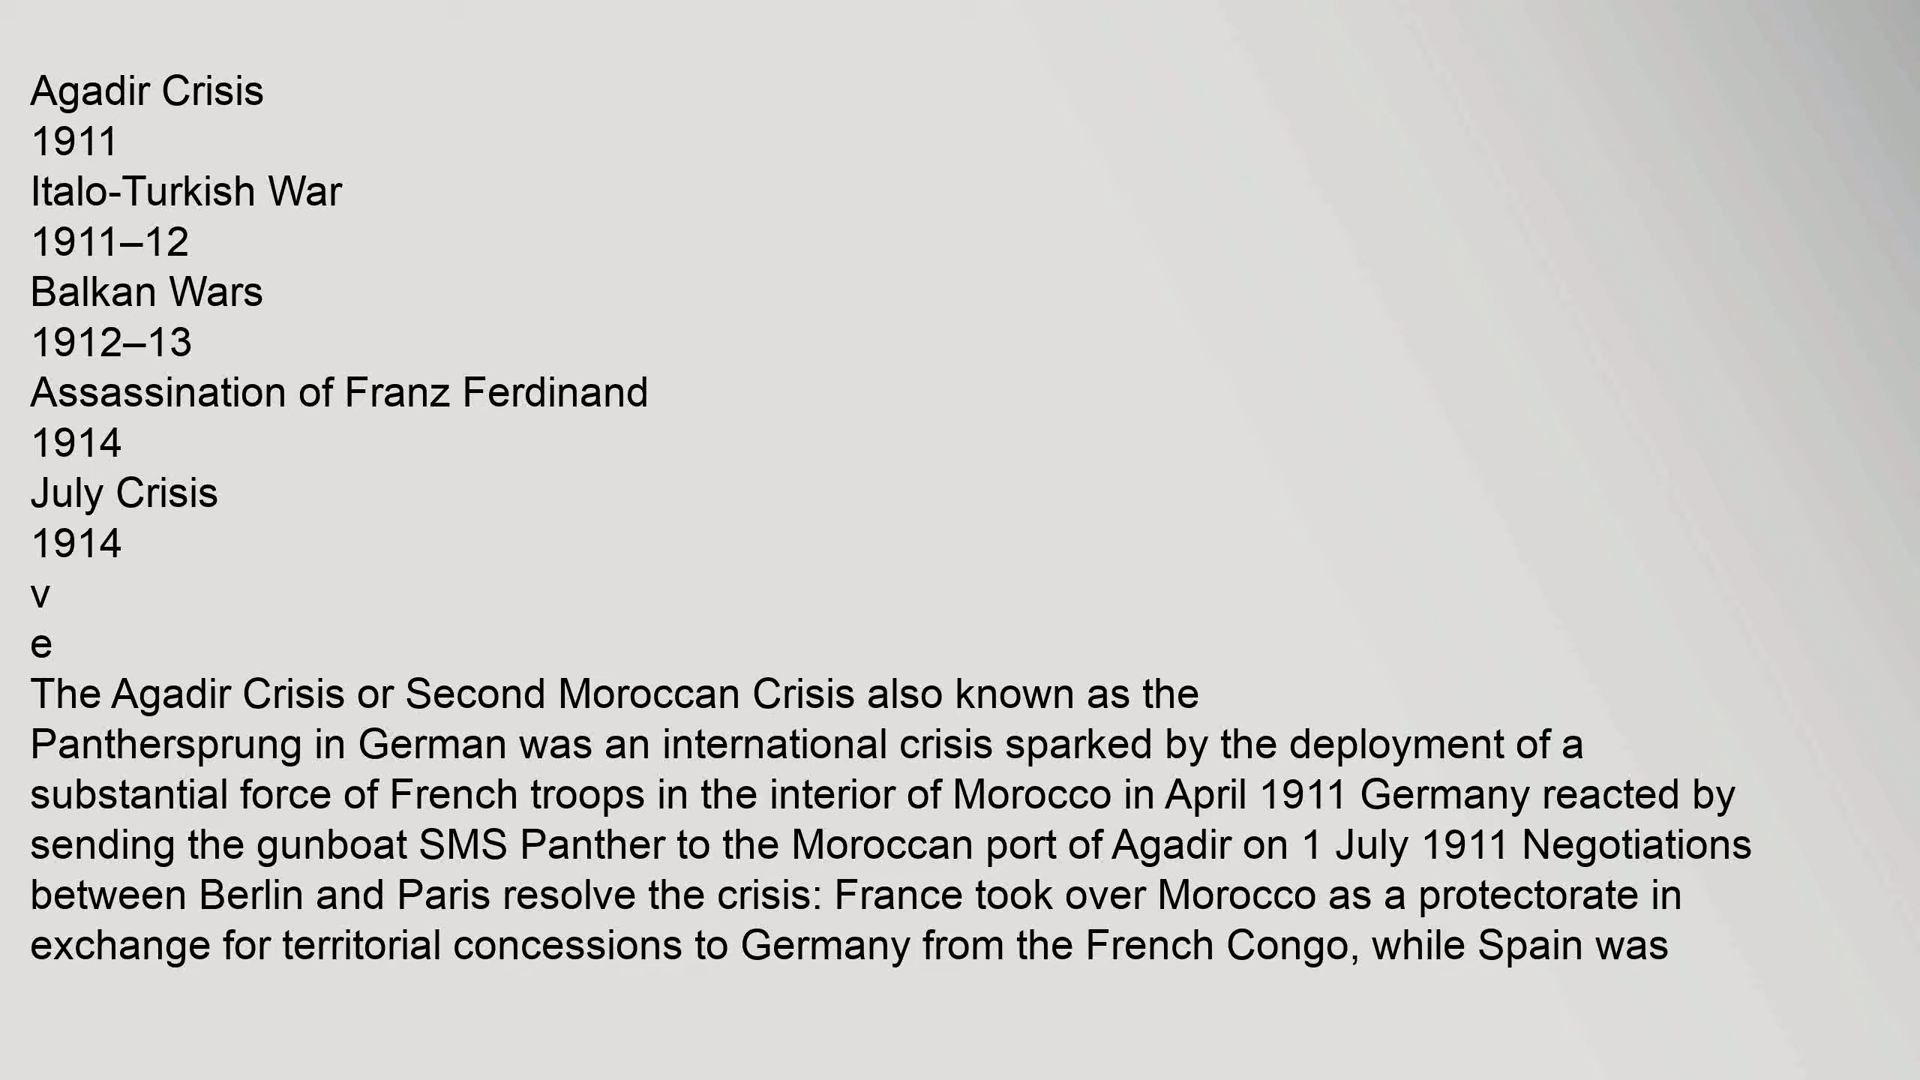 Agadir Crisis
1911
Italo-Turkish War
1911–12
Balkan Wars
1912–13
Assassination of Franz Ferdinand
1914
July Crisis
1914
v
e
The Agadir Crisis or Second Moroccan Crisis also known as the
Panthersprung in German was an international crisis sparked by the deployment of a
substantial force of French troops in the interior of Morocco in April 1911 Germany reacted by
sending the gunboat SMS Panther to the Moroccan port of Agadir on 1 July 1911 Negotiations
between Berlin and Paris resolve the crisis: France took over Morocco as a protectorate in
exchange for territorial concessions to Germany from the French Congo, while Spain was